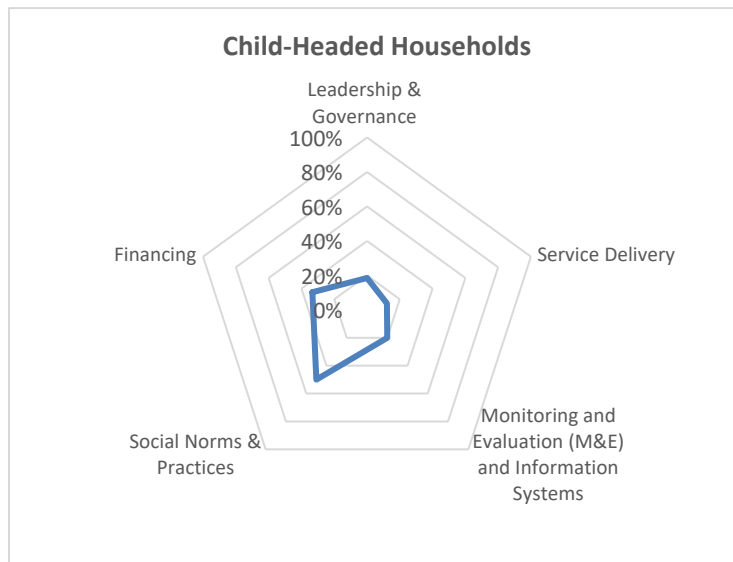 Child-Headed Households
Leadership &
Governance
100%
80%
60%
40%
20%
0%
Financing
Service Delivery
Social Norms &
Practices
Monitoring and
Evaluation (M&E)
and Information
Systems